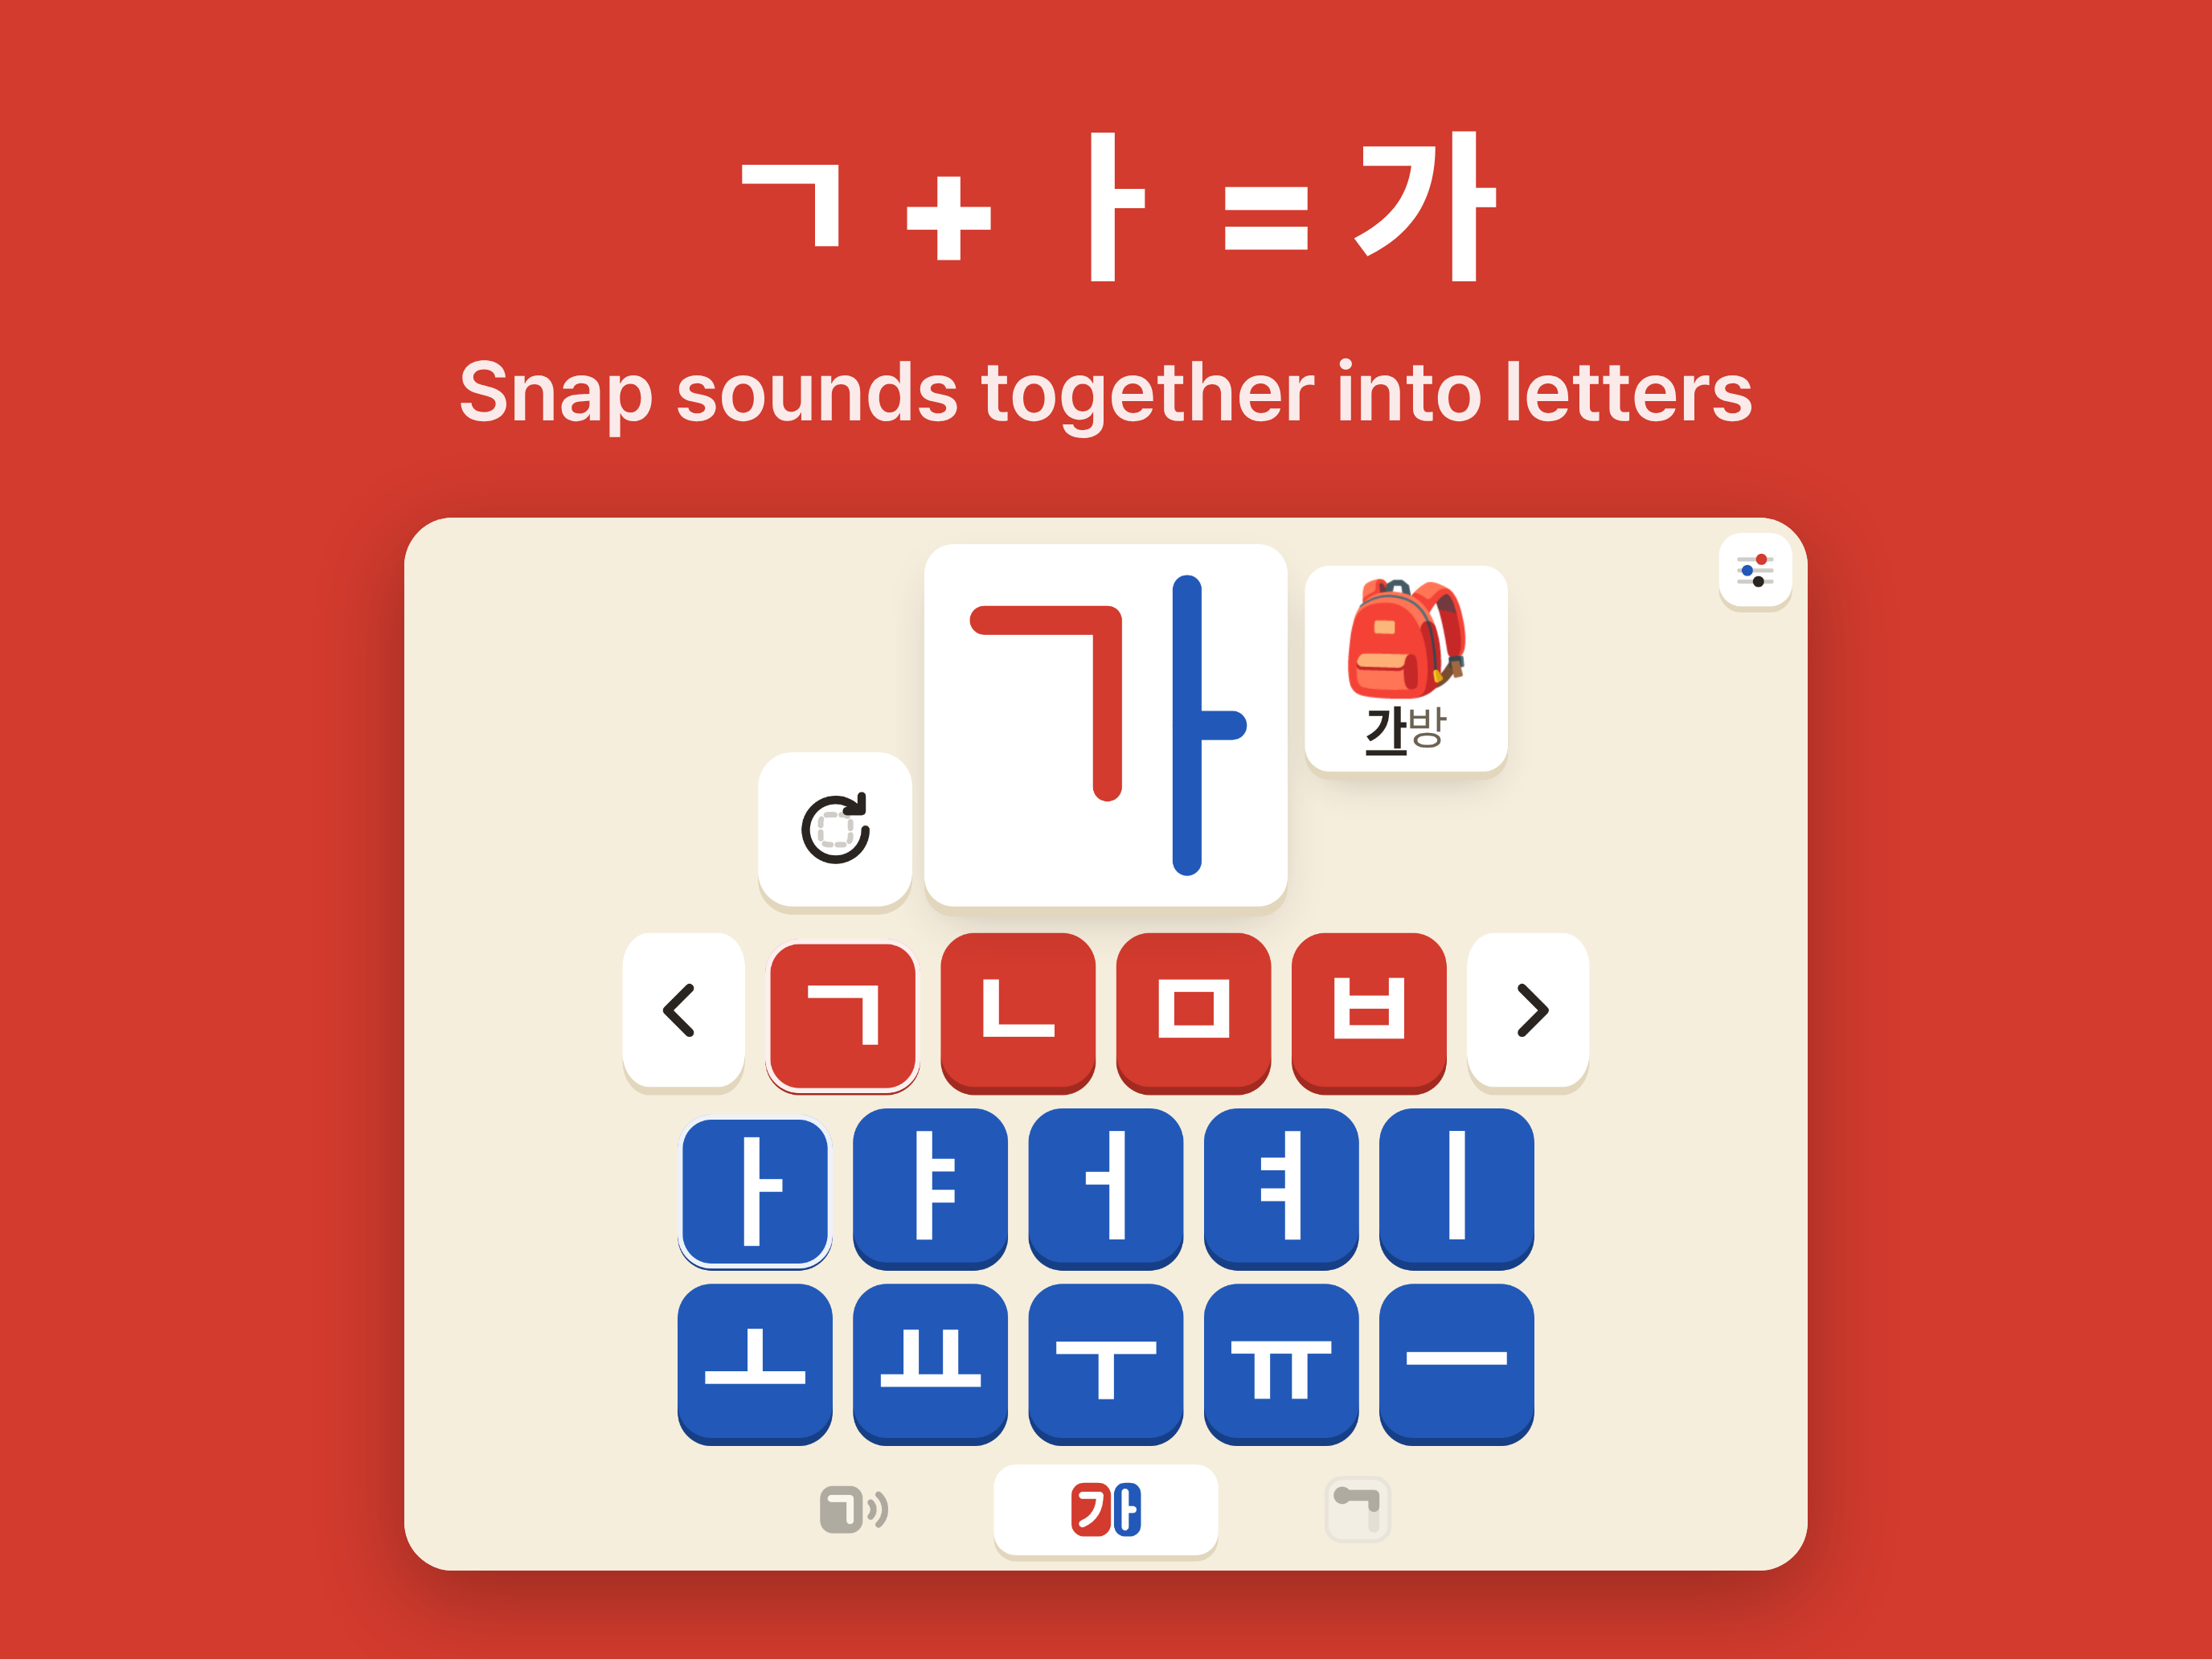 ㄱ + ㅏ = 가
Snap sounds together into letters
가
가방
ㄱ ㄴ ㅁ ㅂ
ㅏ ㅑ ㅓ ㅕ ㅣ
ㅗ ㅛ ㅜ ㅠ ㅡ
ㄱ 가 ㄱ